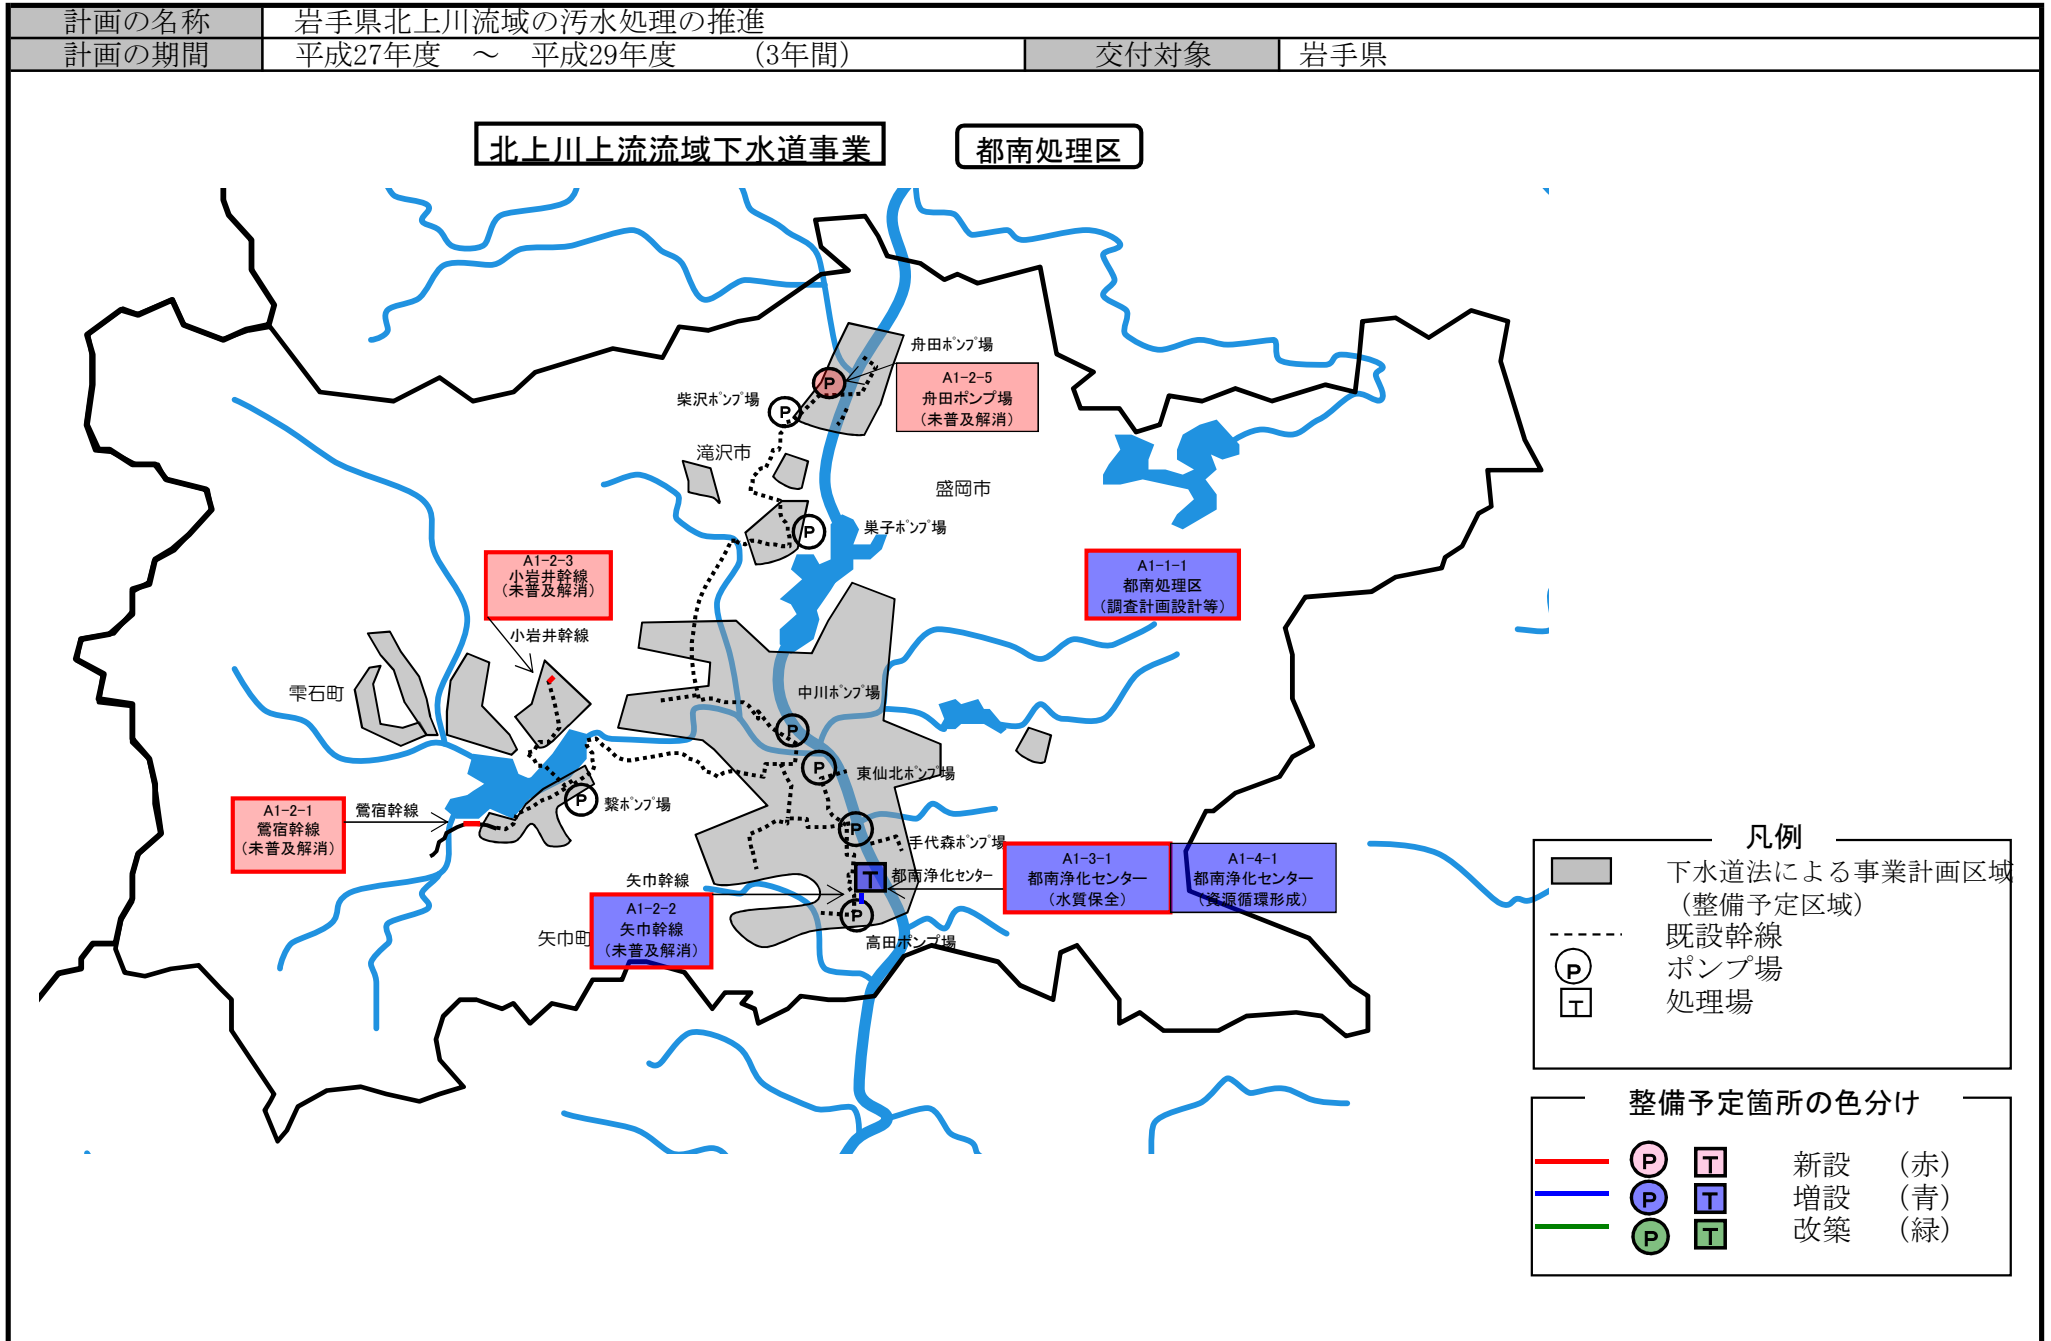 計画の名称 岩手県北上川流域の汚水処理の推進
計画の期間 平成27年度 ～ 平成29年度 (3年間) 交付対象 岩手県
北上川上流流域下水道事業 都南処理区
舟田ポンプ場
A1-2-5
舟田ポンプ場
(未普及解消)
柴沢ポンプ場
滝沢市
盛岡市
巣子ポンプ場
A1-2-3
小岩井幹線
(未普及解消)
小岩井幹線
A1-1-1
都南処理区
(調査計画設計等)
雫石町
中川ポンプ場
東仙北ポンプ場
繋ポンプ場
A1-2-1
鶯宿幹線
(未普及解消)
鶯宿幹線
手代森ポンプ場
都南浄化センター
A1-3-1
都南浄化センター
(水質保全)
A1-4-1
都南浄化センター
(資源循環形成)
矢巾幹線
A1-2-2
矢巾幹線
(未普及解消)
矢巾町
高田ポンプ場
P
P
P
P
P
P
P
P
T
凡例
下水道法による事業計画区域
(整備予定区域)
既設幹線
P ポンプ場
T 処理場
整備予定箇所の色分け
P T 新設 (赤)
P T 増設 (青)
P T 改築 (緑)